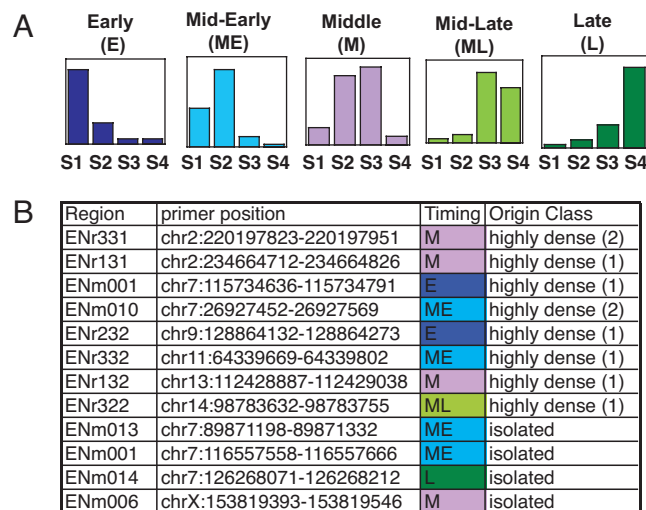 A
Early Mid-Early Middle Mid-Late Late
(E) (ME) (M) (ML) (L)
S1 S2 S3 S4 S1 S2 S3 S4 S1 S2 S3 S4 S1 S2 S3 S4 S1 S2 S3 S4
B
Region primer position Timing Origin Class
ENr331 chr2:220197823-220197951 M highly dense (2)
ENr131 chr2:234664712-234664826 M highly dense (1)
ENm001 chr7:115734636-115734791 E highly dense (1)
ENm010 chr7:26927452-26927569 ME highly dense (2)
ENr232 chr9:128864132-128864273 E highly dense (1)
ENr332 chr11:64339669-64339802 ME highly dense (1)
ENr132 chr13:112428887-112429038 M highly dense (1)
ENr322 chr14:98783632-98783755 ML highly dense (1)
ENm013 chr7:89871198-89871332 ME isolated
ENm001 chr7:116557558-116557666 ME isolated
ENm014 chr7:126268071-126268212 L isolated
ENm006 chrX:153819393-153819546 M isolated